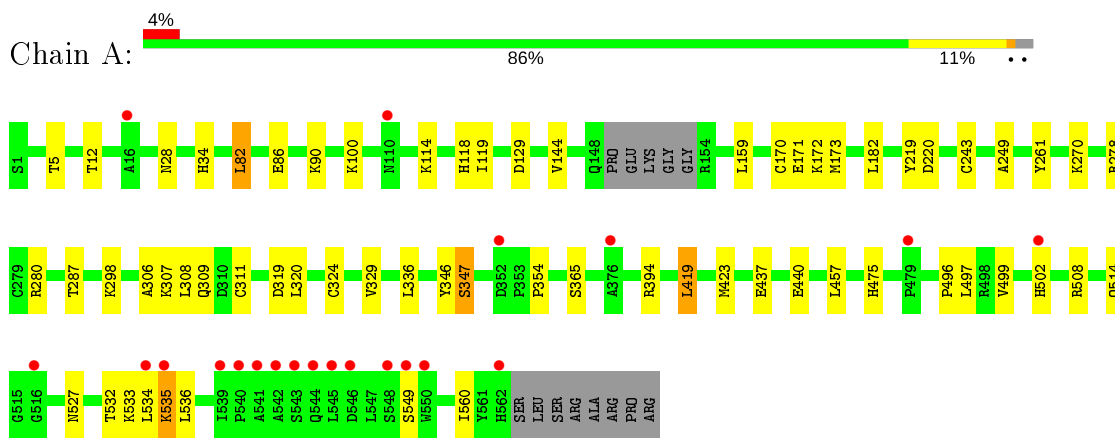 4%
Chain A:
86%
11%
S1 T5 T12 A16 N28 H34 L82 E86 K90 K100 N110 K114 H118 I119 D129 V144 Q148 PRO GLU LYS GLY GLY R154 L159 C170 E171 K172 M173 L182 Y219 D220 C243 A249 Y261 K270 R278
C279 R280 T287 K298 A306 K307 L308 Q309 D310 C311 D319 L320 C324 V329 L336 Y346 S347 D352 P353 P354 S365 A376 R394 L419 M423 E437 E440 L457 H475 P479 P496 L497 R498 V499 H502 R508
G515 G516 N527 T532 K533 L534 K535 L536 I539 P540 A541 A542 S543 Q544 L545 D546 L547 S548 S549 W550 I560 Y561 H562 SER LEU SER ARG ALA ARG PRO ARG